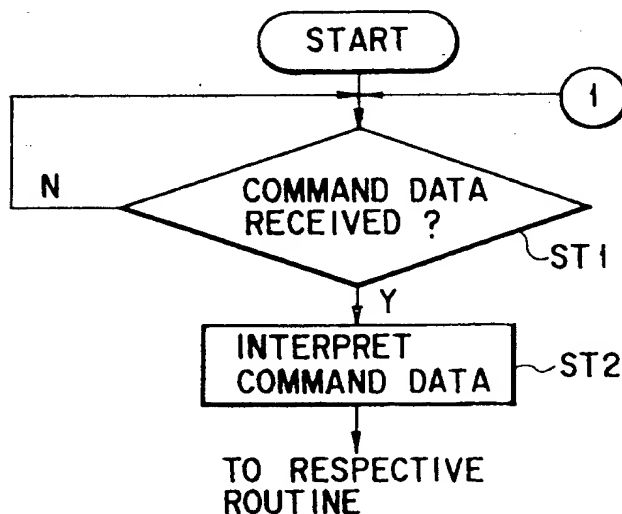 START
1
N
COMMAND DATA
RECEIVED ?
ST1
Y
INTERPRET
COMMAND DATA
ST2
TO RESPECTIVE
ROUTINE